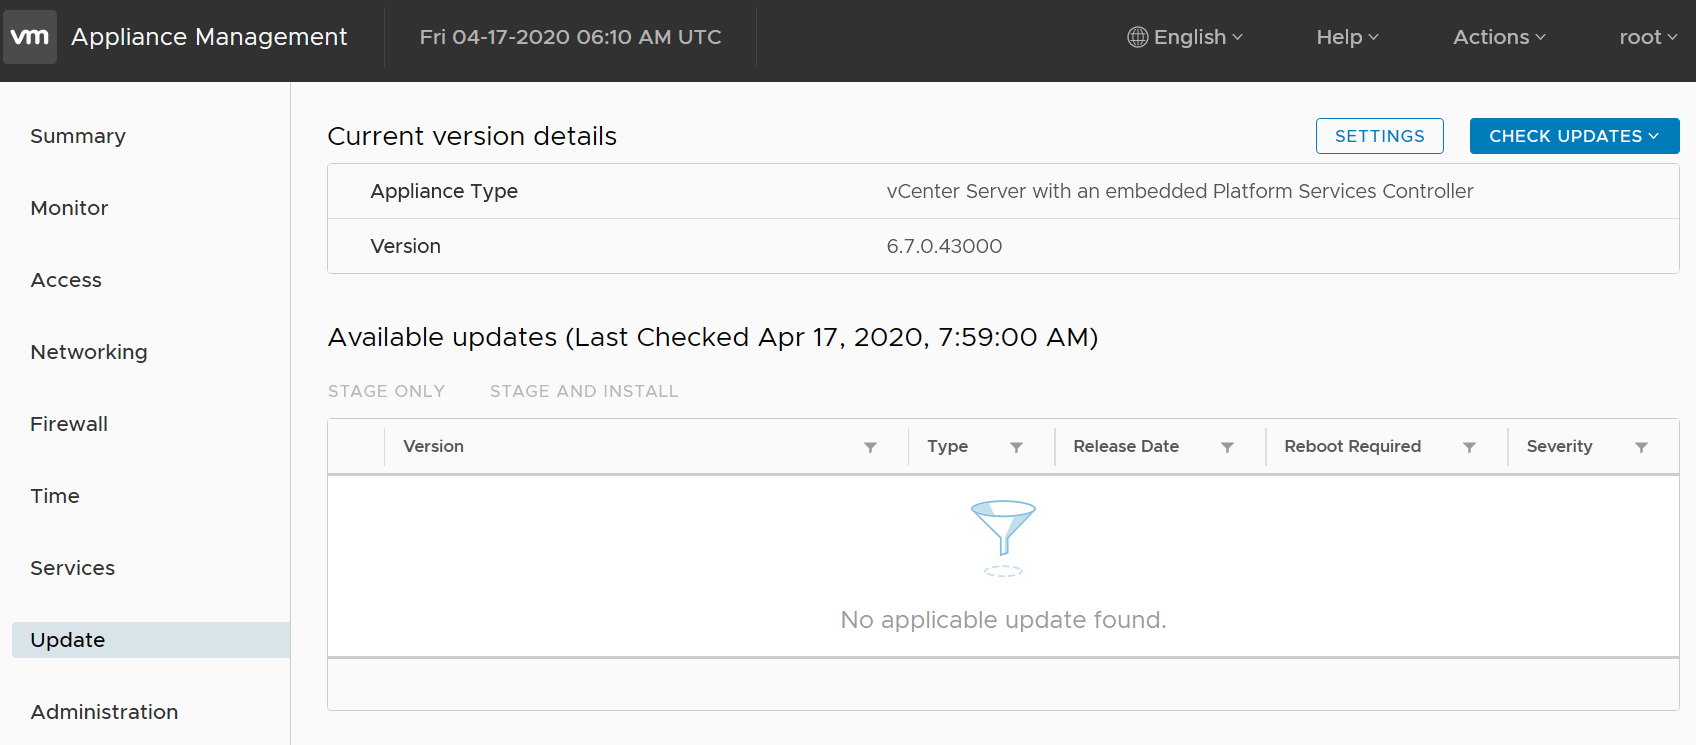 vm Appliance Management Fri 04-17-2020 06:10 AM UTC English Help Actions root
Summary
Monitor
Access
Networking
Firewall
Time
Services
Update
Administration
Current version details SETTINGS CHECK UPDATES
Appliance Type vCenter Server with an embedded Platform Services Controller
Version 6.7.0.43000
Available updates (Last Checked Apr 17, 2020, 7:59:00 AM)
STAGE ONLY STAGE AND INSTALL
Version Type Release Date Reboot Required Severity
No applicable update found.